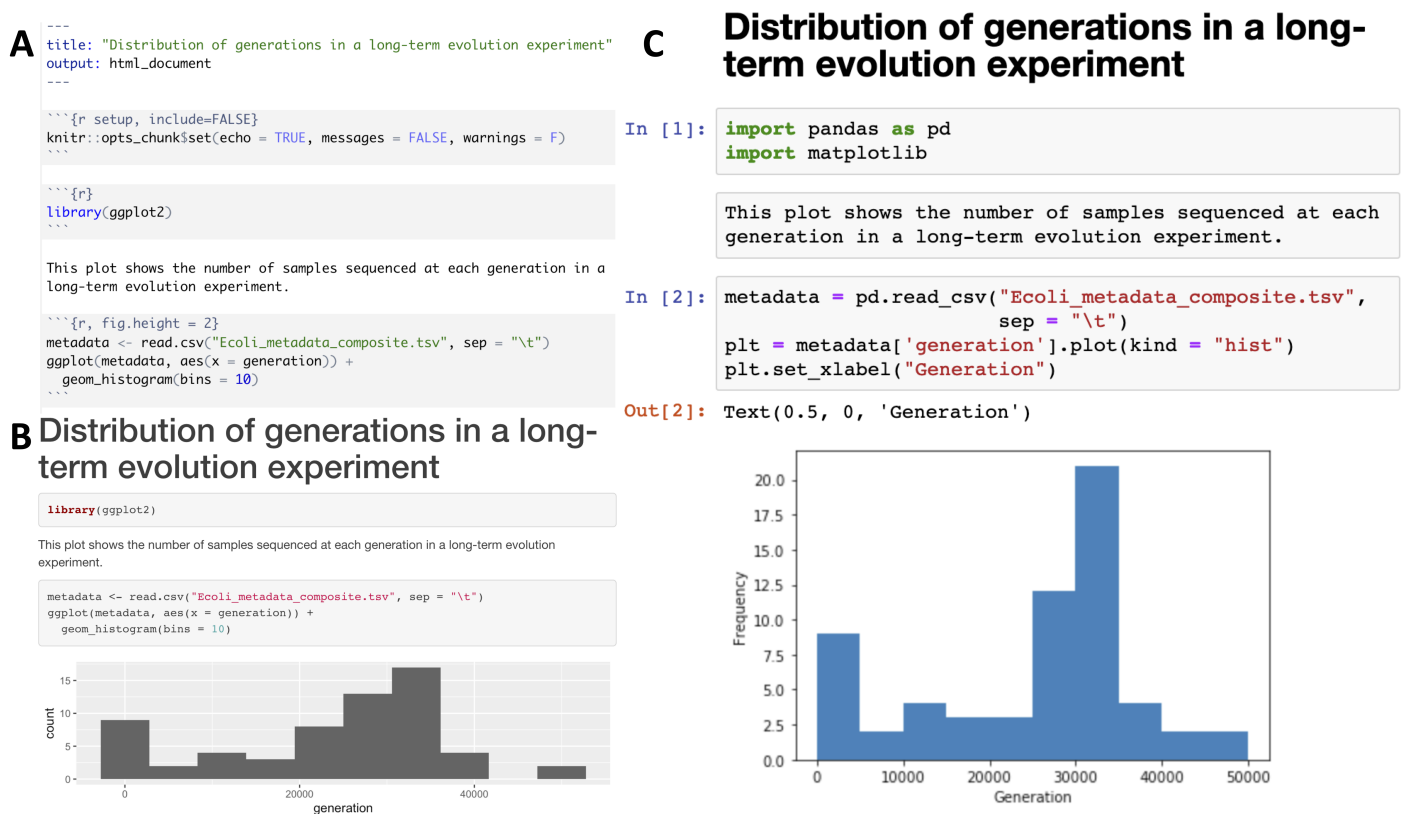 A
---
title: "Distribution of generations in a long-term evolution experiment"
output: html_document
---
```{r setup, include=FALSE}
knitr::opts_chunk$set(echo = TRUE, messages = FALSE, warnings = F)
```
```{r}
library(ggplot2)
```
This plot shows the number of samples sequenced at each generation in a
long-term evolution experiment.
```{r, fig.height = 2}
metadata <- read.csv("Ecoli_metadata_composite.tsv", sep = "\t")
ggplot(metadata, aes(x = generation)) +
  geom_histogram(bins = 10)
```
B
Distribution of generations in a long-
term evolution experiment
library(ggplot2)
This plot shows the number of samples sequenced at each generation in a long-term evolution
experiment.
metadata <- read.csv("Ecoli_metadata_composite.tsv", sep = "\t")
ggplot(metadata, aes(x = generation)) +
  geom_histogram(bins = 10)
count
15
10
5
0
0 20000 40000
generation
C
Distribution of generations in a long-
term evolution experiment
In [1]:
import pandas as pd
import matplotlib
This plot shows the number of samples sequenced at each
generation in a long-term evolution experiment.
In [2]:
metadata = pd.read_csv("Ecoli_metadata_composite.tsv",
                       sep = "\t")
plt = metadata['generation'].plot(kind = "hist")
plt.set_xlabel("Generation")
Out[2]: Text(0.5, 0, 'Generation')
Frequency
20.0
17.5
15.0
12.5
10.0
7.5
5.0
2.5
0.0
0 10000 20000 30000 40000 50000
Generation